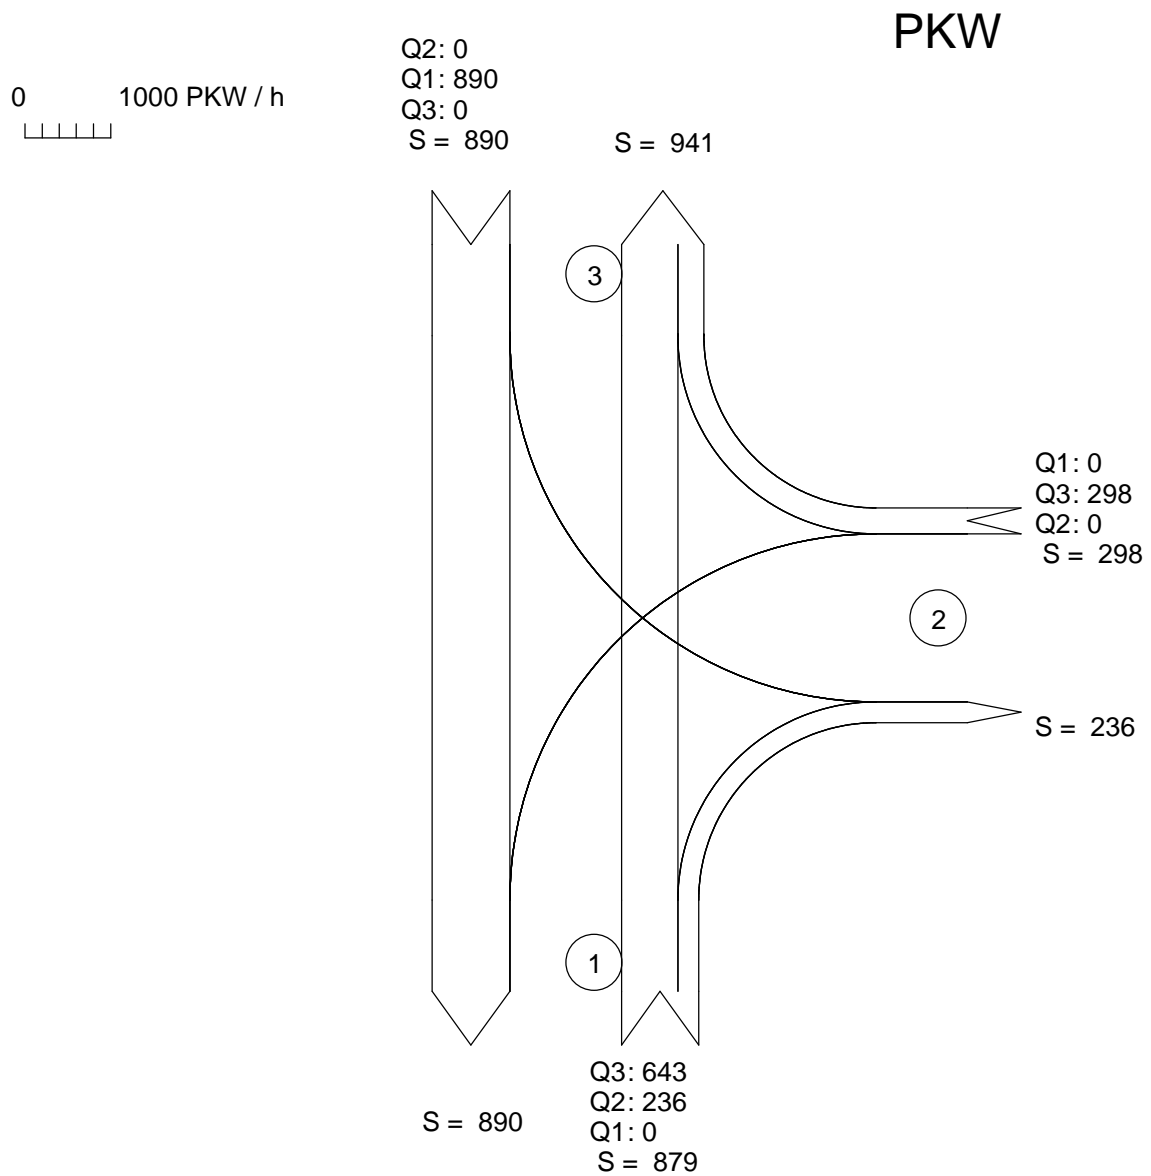 PKW
0 1000 PKW / h
Q2: 0
Q1: 890
Q3: 0
S = 890
S = 941
3
Q1: 0
Q3: 298
Q2: 0
S = 298
2
S = 236
1
Q3: 643
Q2: 236
Q1: 0
S = 879
S = 890